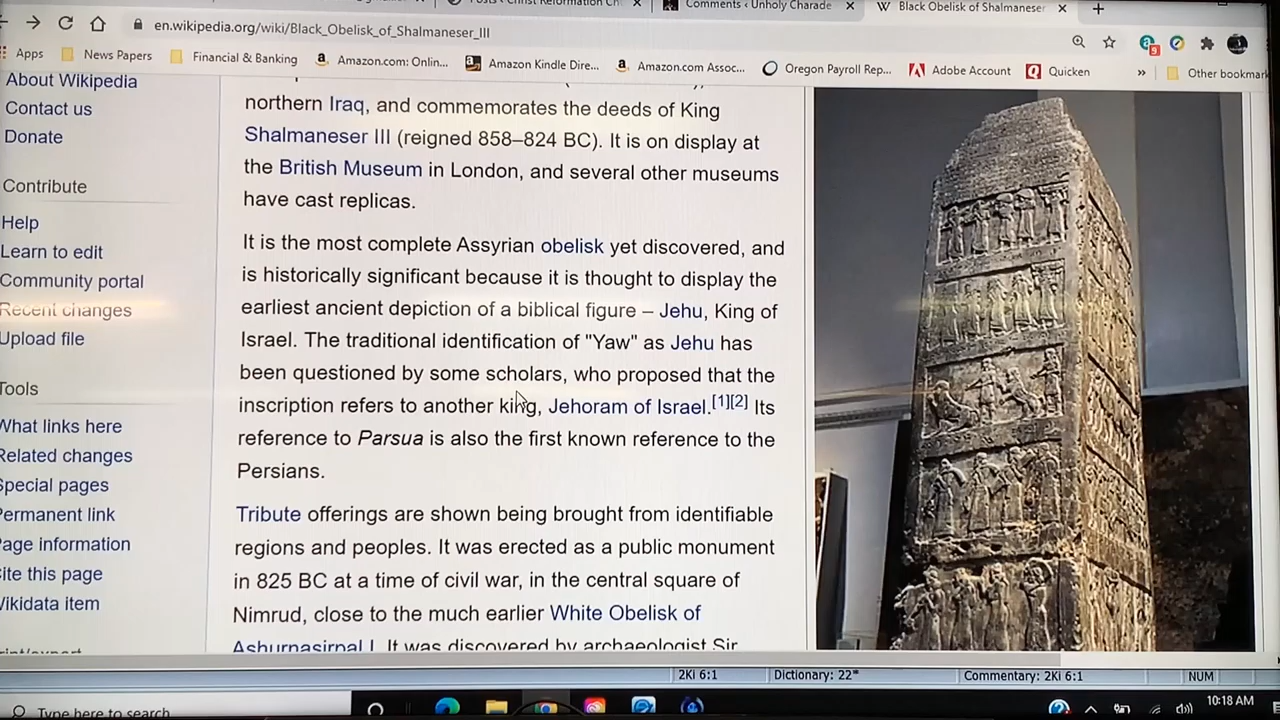 Comments ‹ Unholy Charade
Black Obelisk of Shalmaneser
en.wikipedia.org/wiki/Black_Obelisk_of_Shalmaneser_III
Apps
News Papers
Financial & Banking
Amazon.com: Onlin...
Amazon Kindle Dire...
Amazon.com Assoc...
Oregon Payroll Rep...
Adobe Account
Quicken
»
Other bookmark
9
About Wikipedia
Contact us
Donate
Contribute
Help
Learn to edit
Community portal
Recent changes
Upload file
Tools
What links here
Related changes
Special pages
Permanent link
Page information
Cite this page
Wikidata item
northern Iraq, and commemorates the deeds of King
Shalmaneser III (reigned 858–824 BC). It is on display at
the British Museum in London, and several other museums
have cast replicas.
It is the most complete Assyrian obelisk yet discovered, and
is historically significant because it is thought to display the
earliest ancient depiction of a biblical figure – Jehu, King of
Israel. The traditional identification of "Yaw" as Jehu has
been questioned by some scholars, who proposed that the
inscription refers to another king, Jehoram of Israel.[1][2] Its
reference to Parsua is also the first known reference to the
Persians.
Tribute offerings are shown being brought from identifiable
regions and peoples. It was erected as a public monument
in 825 BC at a time of civil war, in the central square of
Nimrud, close to the much earlier White Obelisk of
Ashurnasirpal I. It was discovered by archaeologist Sir
2Ki 6:1
Dictionary: 22*
Commentary: 2Ki 6:1
NUM
Type here to search
10:18 AM